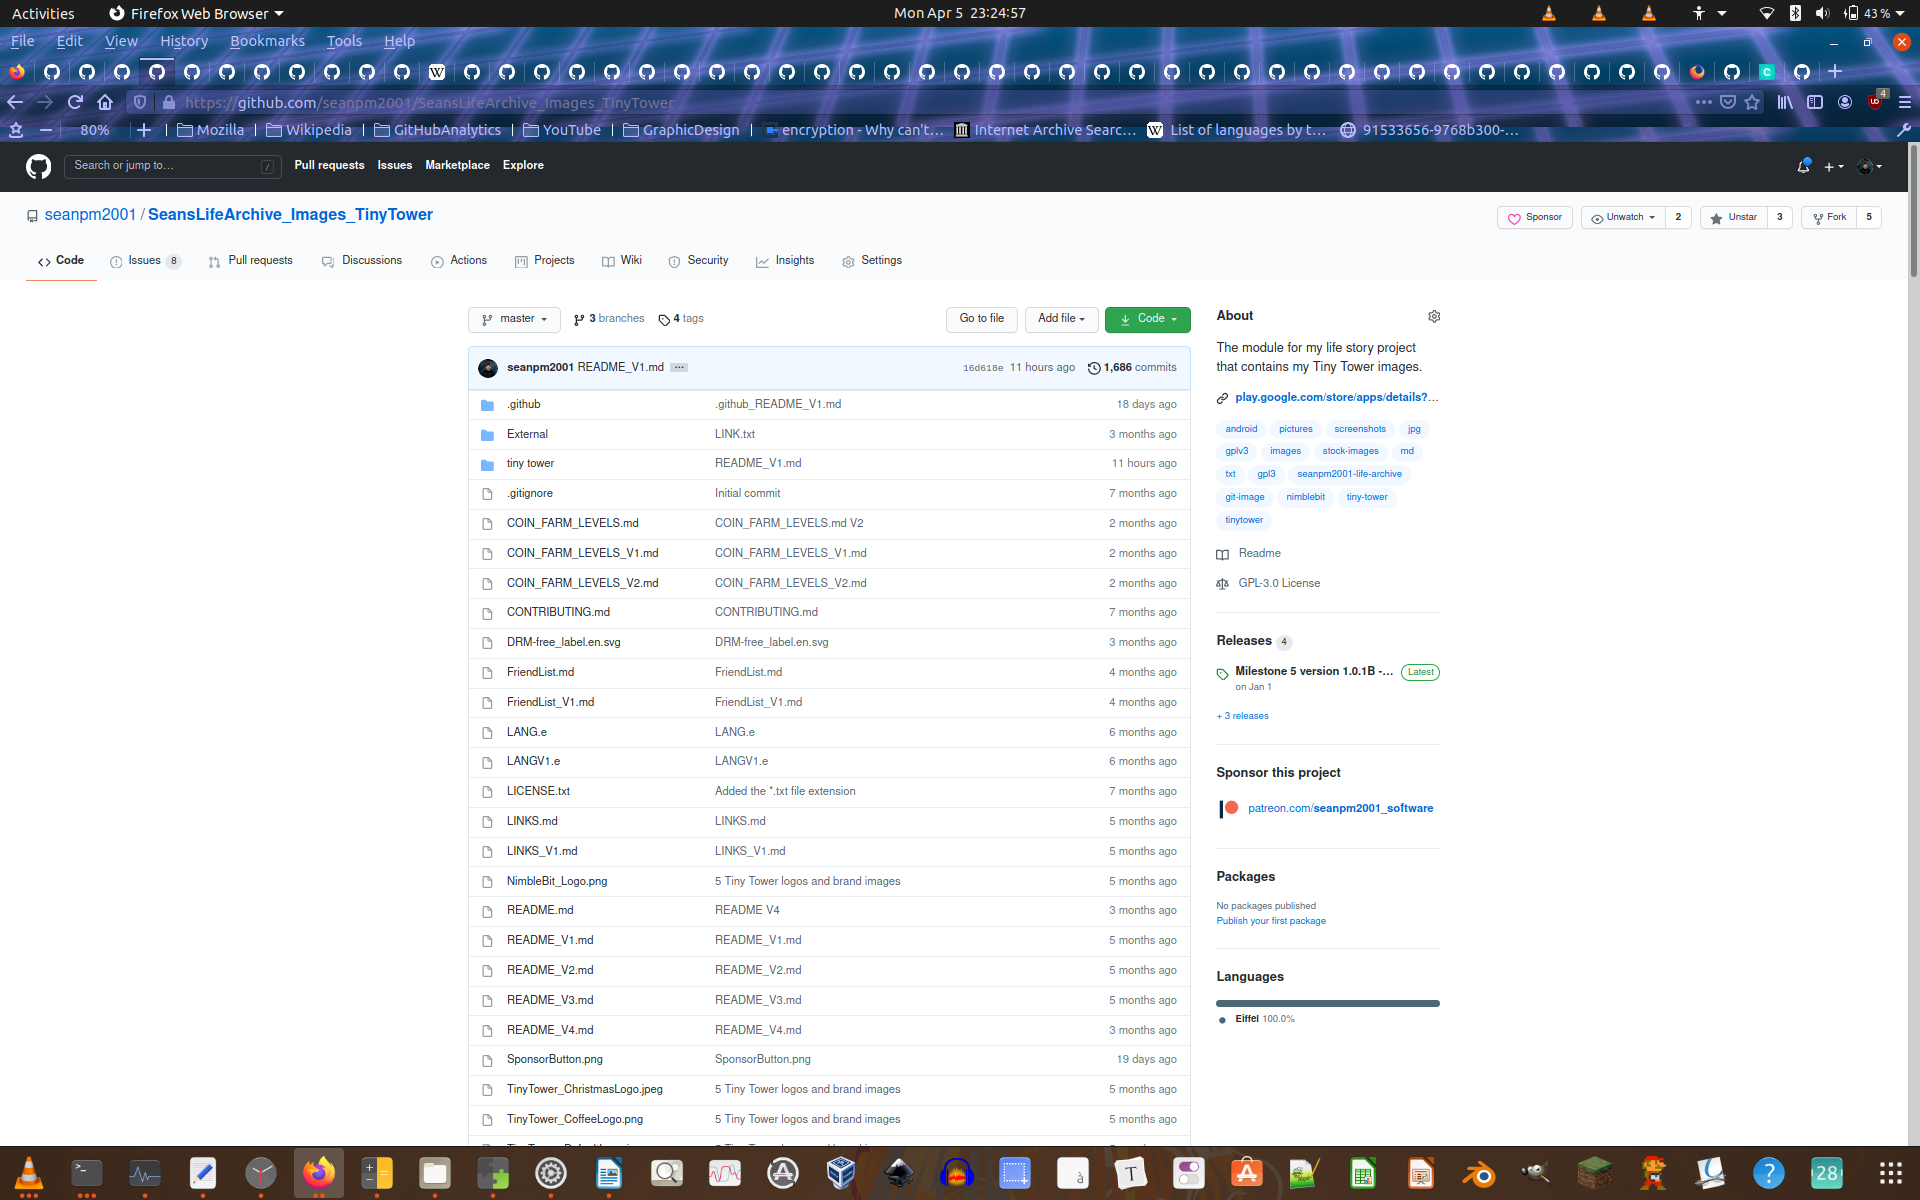 Activities
Firefox Web Browser
Mon Apr 5 23:24:57
43 %
File Edit View History Bookmarks Tools Help
https://github.com/seanpm2001/SeansLifeArchive_Images_TinyTower
4
80%
Mozilla
Wikipedia
GitHubAnalytics
YouTube
GraphicDesign
encryption - Why can't…
Internet Archive Searc…
List of languages by t…
91533656-9768b300-…
Search or jump to… /
Pull requests Issues Marketplace Explore
seanpm2001 / SeansLifeArchive_Images_TinyTower
Sponsor
Unwatch 2
Unstar 3
Fork 5
Code
Issues 8
Pull requests
Discussions
Actions
Projects
Wiki
Security
Insights
Settings
master
3 branches
4 tags
Go to file
Add file
Code
seanpm2001 README_V1.md ...
16d618e 11 hours ago 1,686 commits
.github .github_README_V1.md 18 days ago
External LINK.txt 3 months ago
tiny tower README_V1.md 11 hours ago
.gitignore Initial commit 7 months ago
COIN_FARM_LEVELS.md COIN_FARM_LEVELS.md V2 2 months ago
COIN_FARM_LEVELS_V1.md COIN_FARM_LEVELS_V1.md 2 months ago
COIN_FARM_LEVELS_V2.md COIN_FARM_LEVELS_V2.md 2 months ago
CONTRIBUTING.md CONTRIBUTING.md 7 months ago
DRM-free_label.en.svg DRM-free_label.en.svg 3 months ago
FriendList.md FriendList.md 4 months ago
FriendList_V1.md FriendList_V1.md 4 months ago
LANG.e LANG.e 6 months ago
LANGV1.e LANGV1.e 6 months ago
LICENSE.txt Added the *.txt file extension 7 months ago
LINKS.md LINKS.md 5 months ago
LINKS_V1.md LINKS_V1.md 5 months ago
NimbleBit_Logo.png 5 Tiny Tower logos and brand images 5 months ago
README.md README V4 3 months ago
README_V1.md README_V1.md 5 months ago
README_V2.md README_V2.md 5 months ago
README_V3.md README_V3.md 5 months ago
README_V4.md README_V4.md 3 months ago
SponsorButton.png SponsorButton.png 19 days ago
TinyTower_ChristmasLogo.jpeg 5 Tiny Tower logos and brand images 5 months ago
TinyTower_CoffeeLogo.png 5 Tiny Tower logos and brand images 5 months ago
About
The module for my life story project
that contains my Tiny Tower images.
play.google.com/store/apps/details?…
android pictures screenshots jpg
gplv3 images stock-images md
txt gpl3 seanpm2001-life-archive
git-image nimblebit tiny-tower
tinytower
Readme
GPL-3.0 License
Releases 4
Milestone 5 version 1.0.1B -… Latest
on Jan 1
+ 3 releases
Sponsor this project
patreon.com/seanpm2001_software
Packages
No packages published
Publish your first package
Languages
Eiffel 100.0%
28